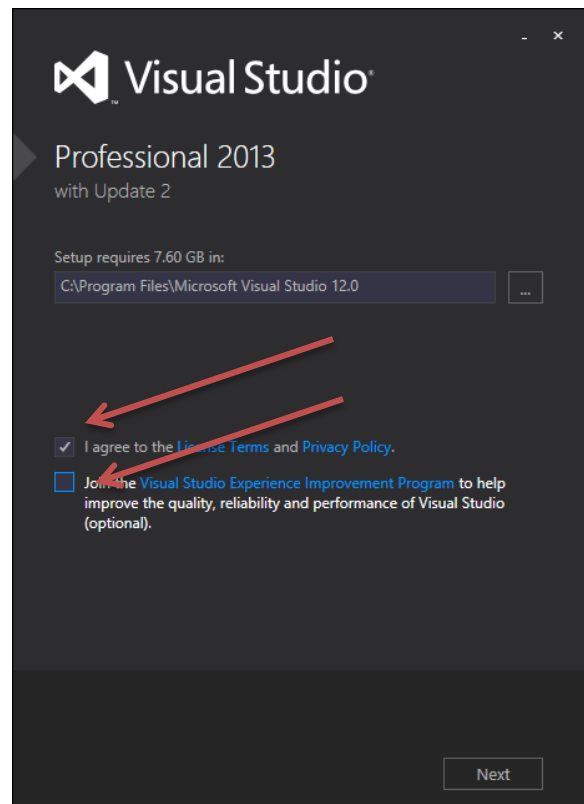 Visual Studio
Professional 2013
with Update 2
Setup requires 7.60 GB in:
C:\Program Files\Microsoft Visual Studio 12.0
...
I agree to the License Terms and Privacy Policy.
Join the Visual Studio Experience Improvement Program to help
improve the quality, reliability and performance of Visual Studio
(optional).
Next